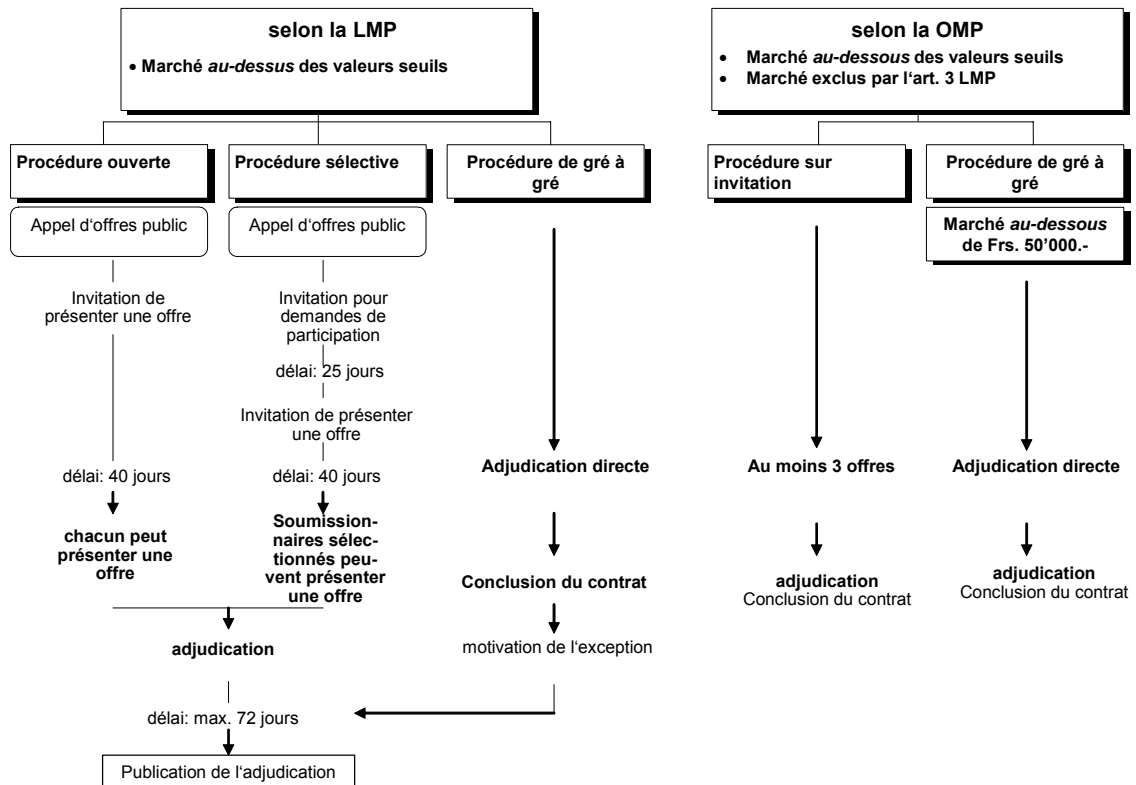 selon la LMP
• Marché au-dessus des valeurs seuils
selon la OMP
• Marché au-dessous des valeurs seuils
• Marché exclus par l‘art. 3 LMP
Procédure ouverte
Procédure sélective
Procédure de gré à
gré
Procédure sur
invitation
Procédure de gré à
gré
Appel d‘offres public
Appel d‘offres public
Marché au-dessous
de Frs. 50’000.-
Invitation de
présenter une offre
Invitation pour
demandes de
participation
délai: 25 jours
Invitation de présenter
une offre
délai: 40 jours
délai: 40 jours
Adjudication directe
Au moins 3 offres
Adjudication directe
chacun peut
présenter une
offre
Soumission-
naires sélec-
tionnés peu-
vent présenter
une offre
Conclusion du contrat
adjudication
Conclusion du contrat
adjudication
Conclusion du contrat
adjudication
motivation de l‘exception
délai: max. 72 jours
Publication de l‘adjudication